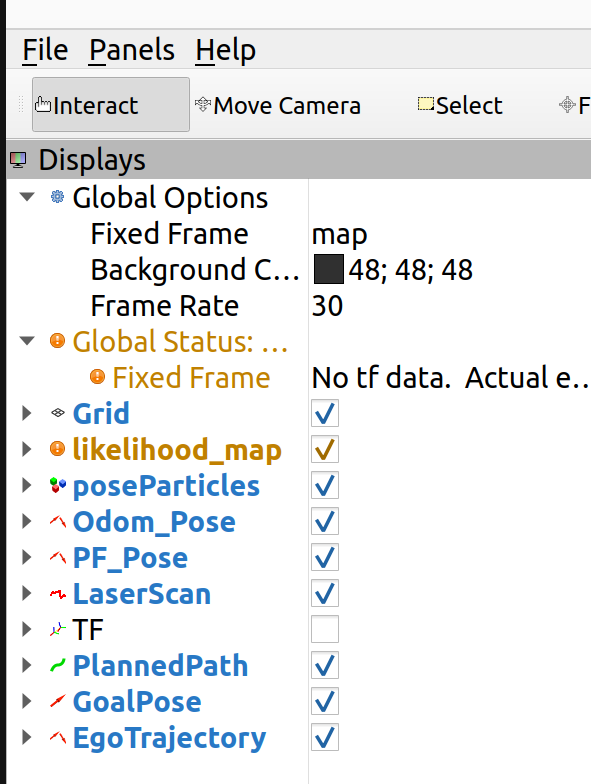 File Panels Help
Interact Move Camera Select F
Displays
Global Options
Fixed Frame map
Background C... 48; 48; 48
Frame Rate 30
Global Status: ...
Fixed Frame No tf data. Actual e...
Grid
likelihood_map
poseParticles
Odom_Pose
PF_Pose
LaserScan
TF
PlannedPath
GoalPose
EgoTrajectory